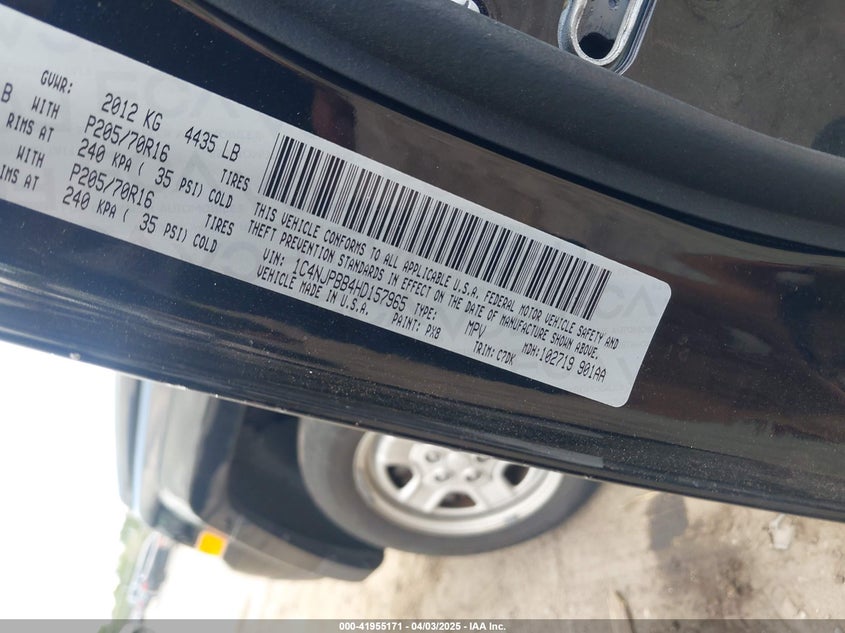 GVWR: 2012 KG 4435 LB
B WITH P205/70R16 TIRES
RIMS AT 240 KPA ( 35 PSI) COLD
WITH P205/70R16 TIRES
RIMS AT 240 KPA ( 35 PSI) COLD
THIS VEHICLE CONFORMS TO ALL APPLICABLE U.S.A. FEDERAL MOTOR VEHICLE SAFETY AND
THEFT PREVENTION STANDARDS IN EFFECT ON THE DATE OF MANUFACTURE SHOWN ABOVE.
VIN: 1C4NJPBB4HD157965 TYPE: MPV MDH: 102719 901AA
VEHICLE MADE IN U.S.A. PAINT: PX8 TRIM: C7DK
000-41955171 - 04/03/2025 - IAA Inc.